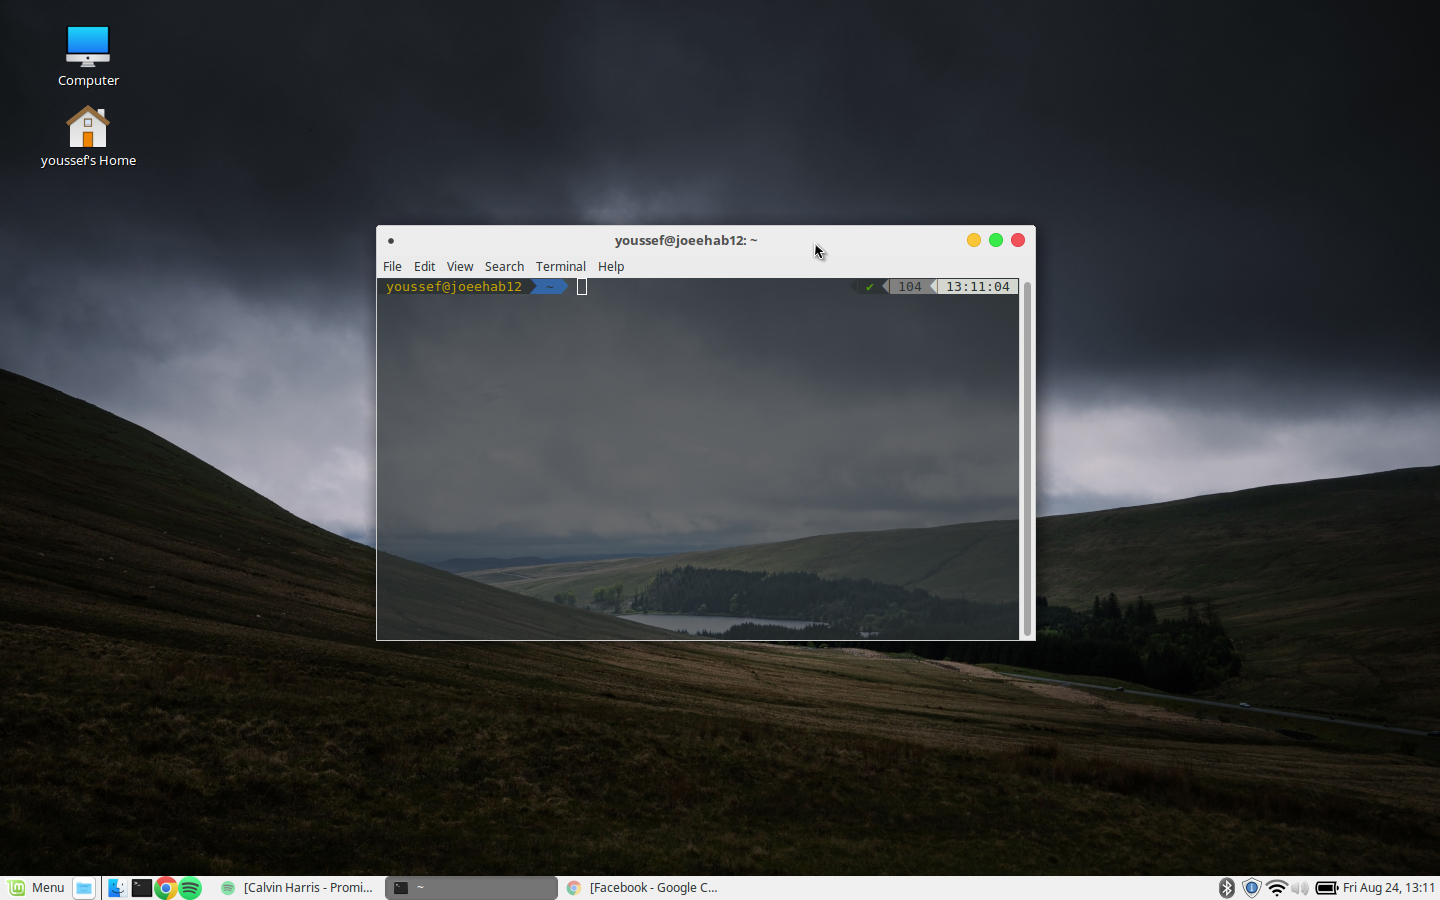 Computer
youssef's Home
youssef@joeehab12: ~
File Edit View Search Terminal Help
youssef@joeehab12 ~ ✔ 104 13:11:04
Menu [Calvin Harris - Promi... ~ [Facebook - Google C... Fri Aug 24, 13:11